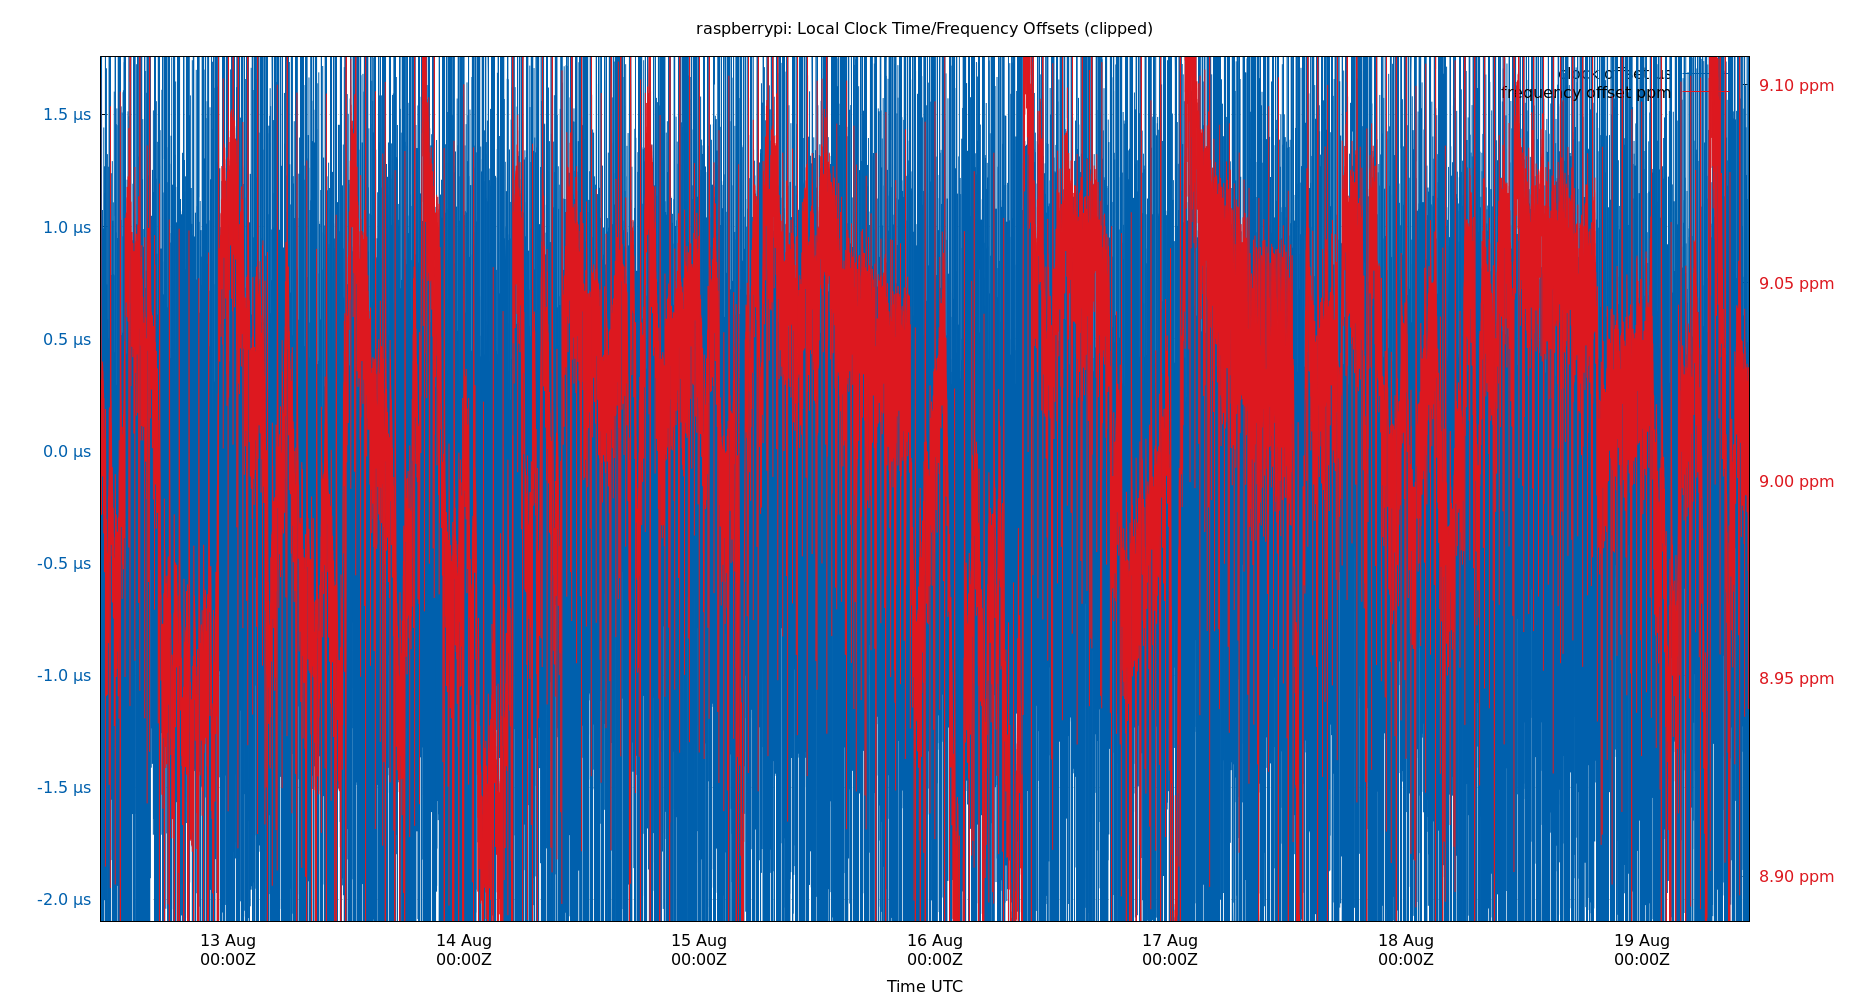 raspberrypi: Local Clock Time/Frequency Offsets (clipped)
clock offset us
frequency offset ppm
1.5 µs
1.0 µs
0.5 µs
0.0 µs
-0.5 µs
-1.0 µs
-1.5 µs
-2.0 µs
9.10 ppm
9.05 ppm
9.00 ppm
8.95 ppm
8.90 ppm
13 Aug
00:00Z
14 Aug
00:00Z
15 Aug
00:00Z
16 Aug
00:00Z
17 Aug
00:00Z
18 Aug
00:00Z
19 Aug
00:00Z
Time UTC